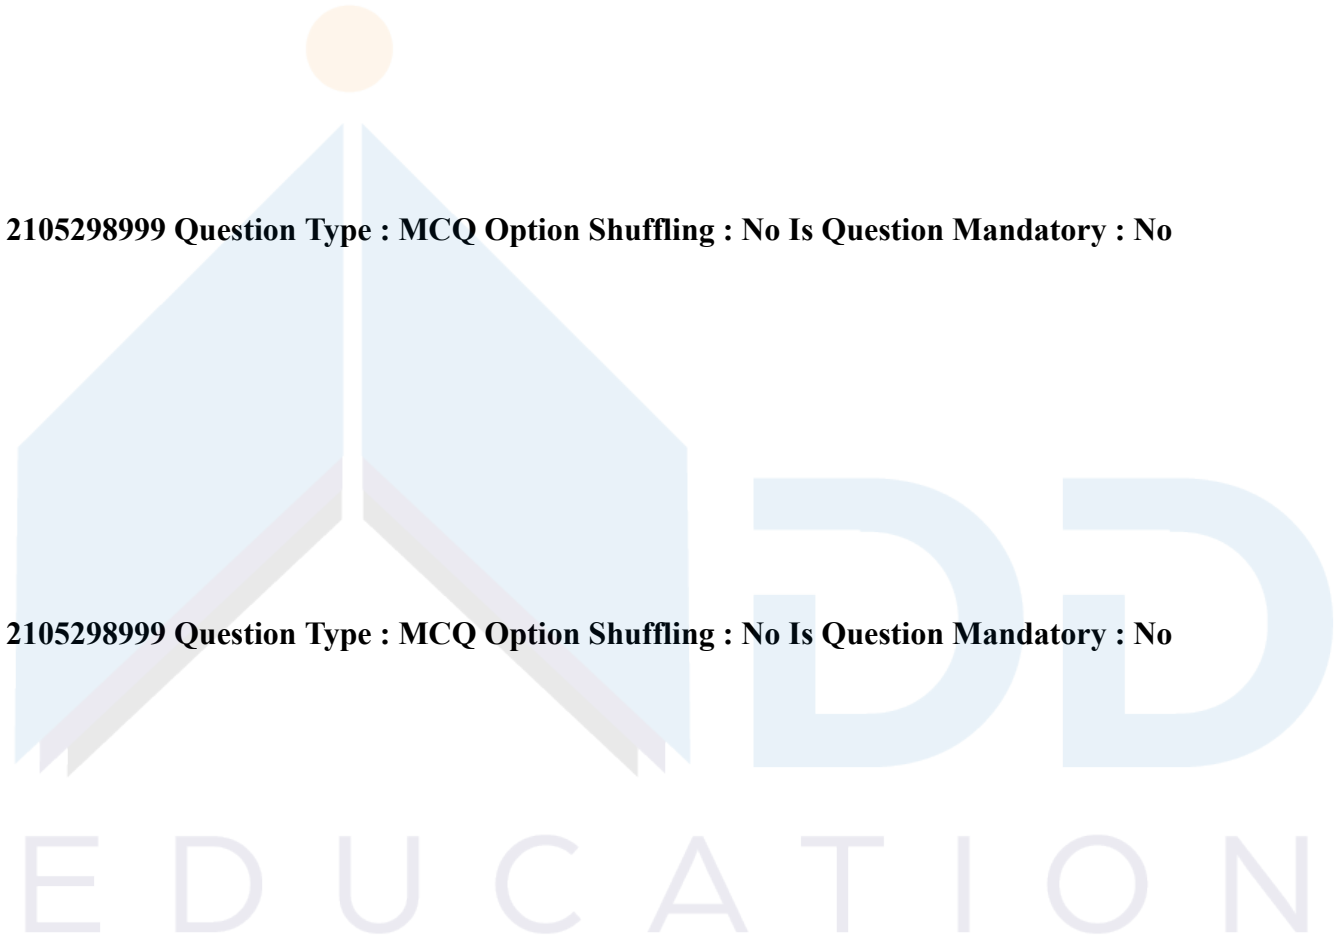 2105298999 Question Type : MCQ Option Shuffling : No Is Question Mandatory : No
2105298999 Question Type : MCQ Option Shuffling : No Is Question Mandatory : No
DD
EDUCATION